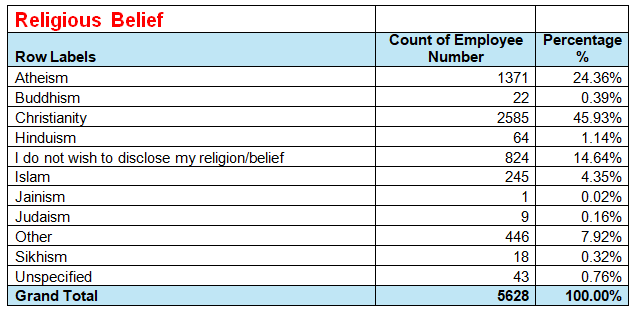 Religious Belief
Row Labels Count of Employee Number Percentage %
Atheism 1371 24.36%
Buddhism 22 0.39%
Christianity 2585 45.93%
Hinduism 64 1.14%
I do not wish to disclose my religion/belief 824 14.64%
Islam 245 4.35%
Jainism 1 0.02%
Judaism 9 0.16%
Other 446 7.92%
Sikhism 18 0.32%
Unspecified 43 0.76%
Grand Total 5628 100.00%